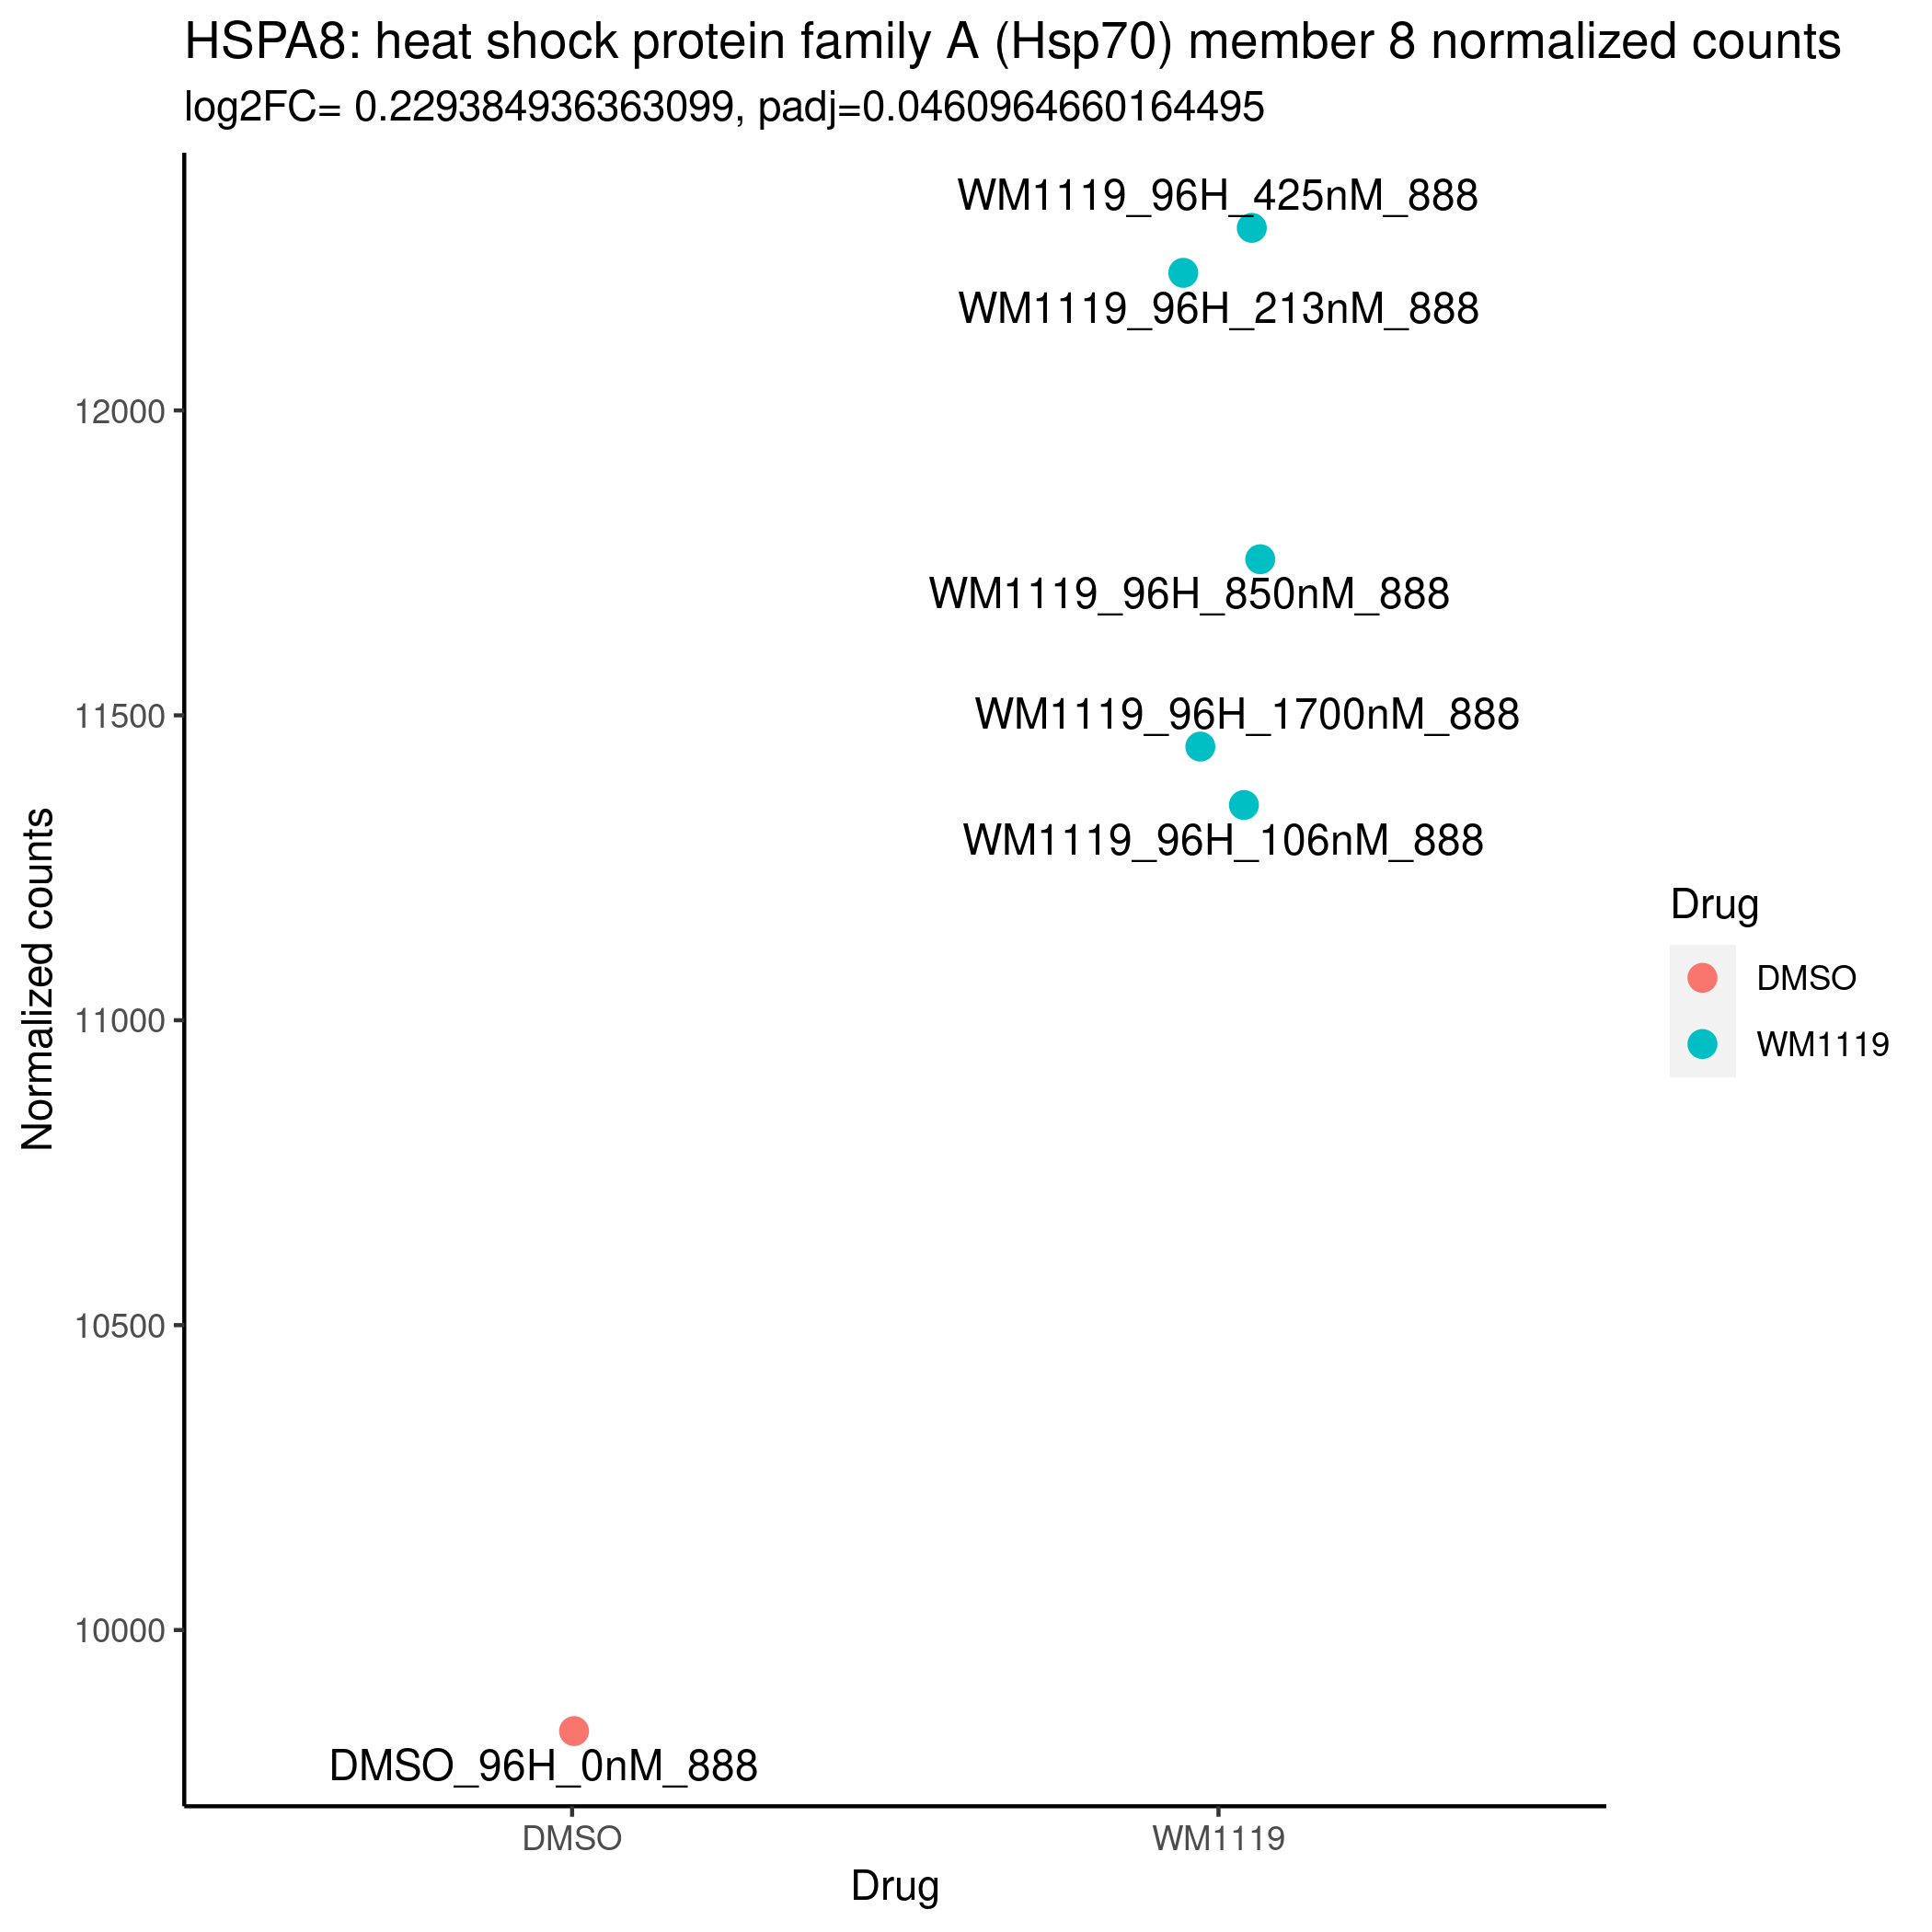 HSPA8: heat shock protein family A (Hsp70) member 8 normalized counts
log2FC= 0.229384936363099, padj=0.0460964660164495
WM1119_96H_425nM_888
WM1119_96H_213nM_888
12000
WM1119_96H_850nM_888
WM1119_96H_1700nM_888
11500
WM1119_96H_106nM_888
Normalized counts
Drug
DMSO
WM1119
11000
10500
10000
DMSO_96H_0nM_888
DMSO
WM1119
Drug